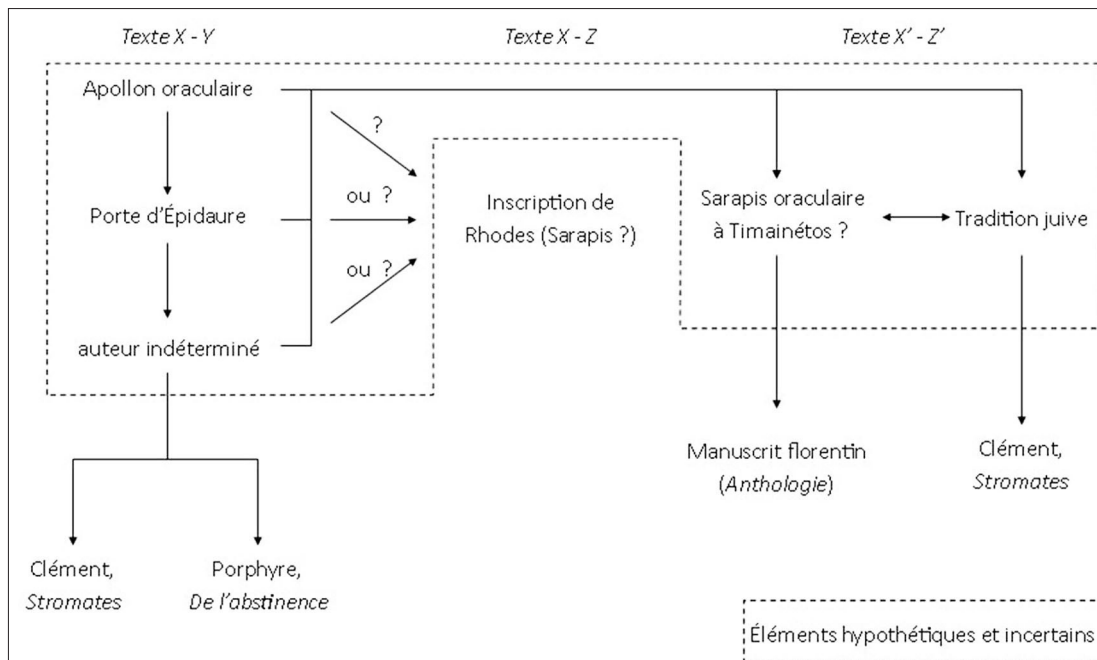 Texte X - Y
Texte X - Z
Texte X’ - Z’
Apollon oraculaire
?
Porte d’Épidaure
ou ?
Inscription de
Rhodes (Sarapis ?)
Sarapis oraculaire
à Timainétos ?
Tradition juive
ou ?
auteur indéterminé
Manuscrit florentin
(Anthologie)
Clément,
Stromates
Clément,
Stromates
Porphyre,
De l’abstinence
Éléments hypothétiques et incertains